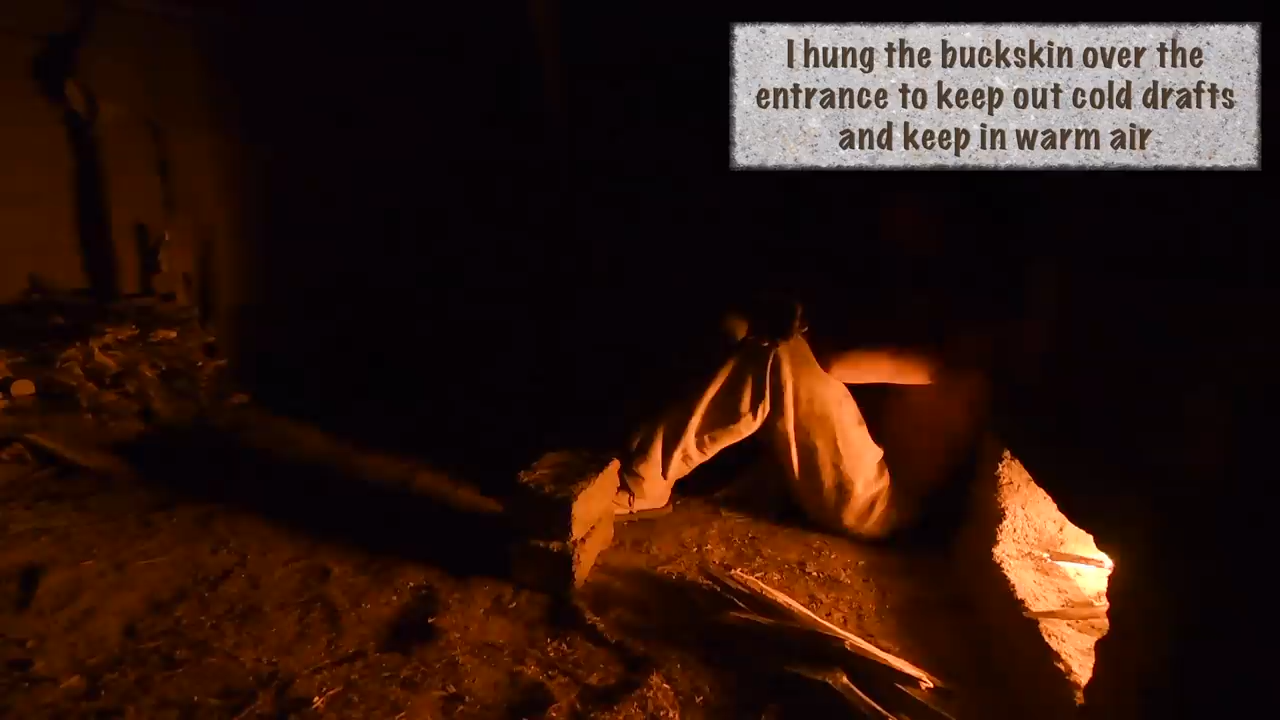 I hung the buckskin over the
entrance to keep out cold drafts
and keep in warm air